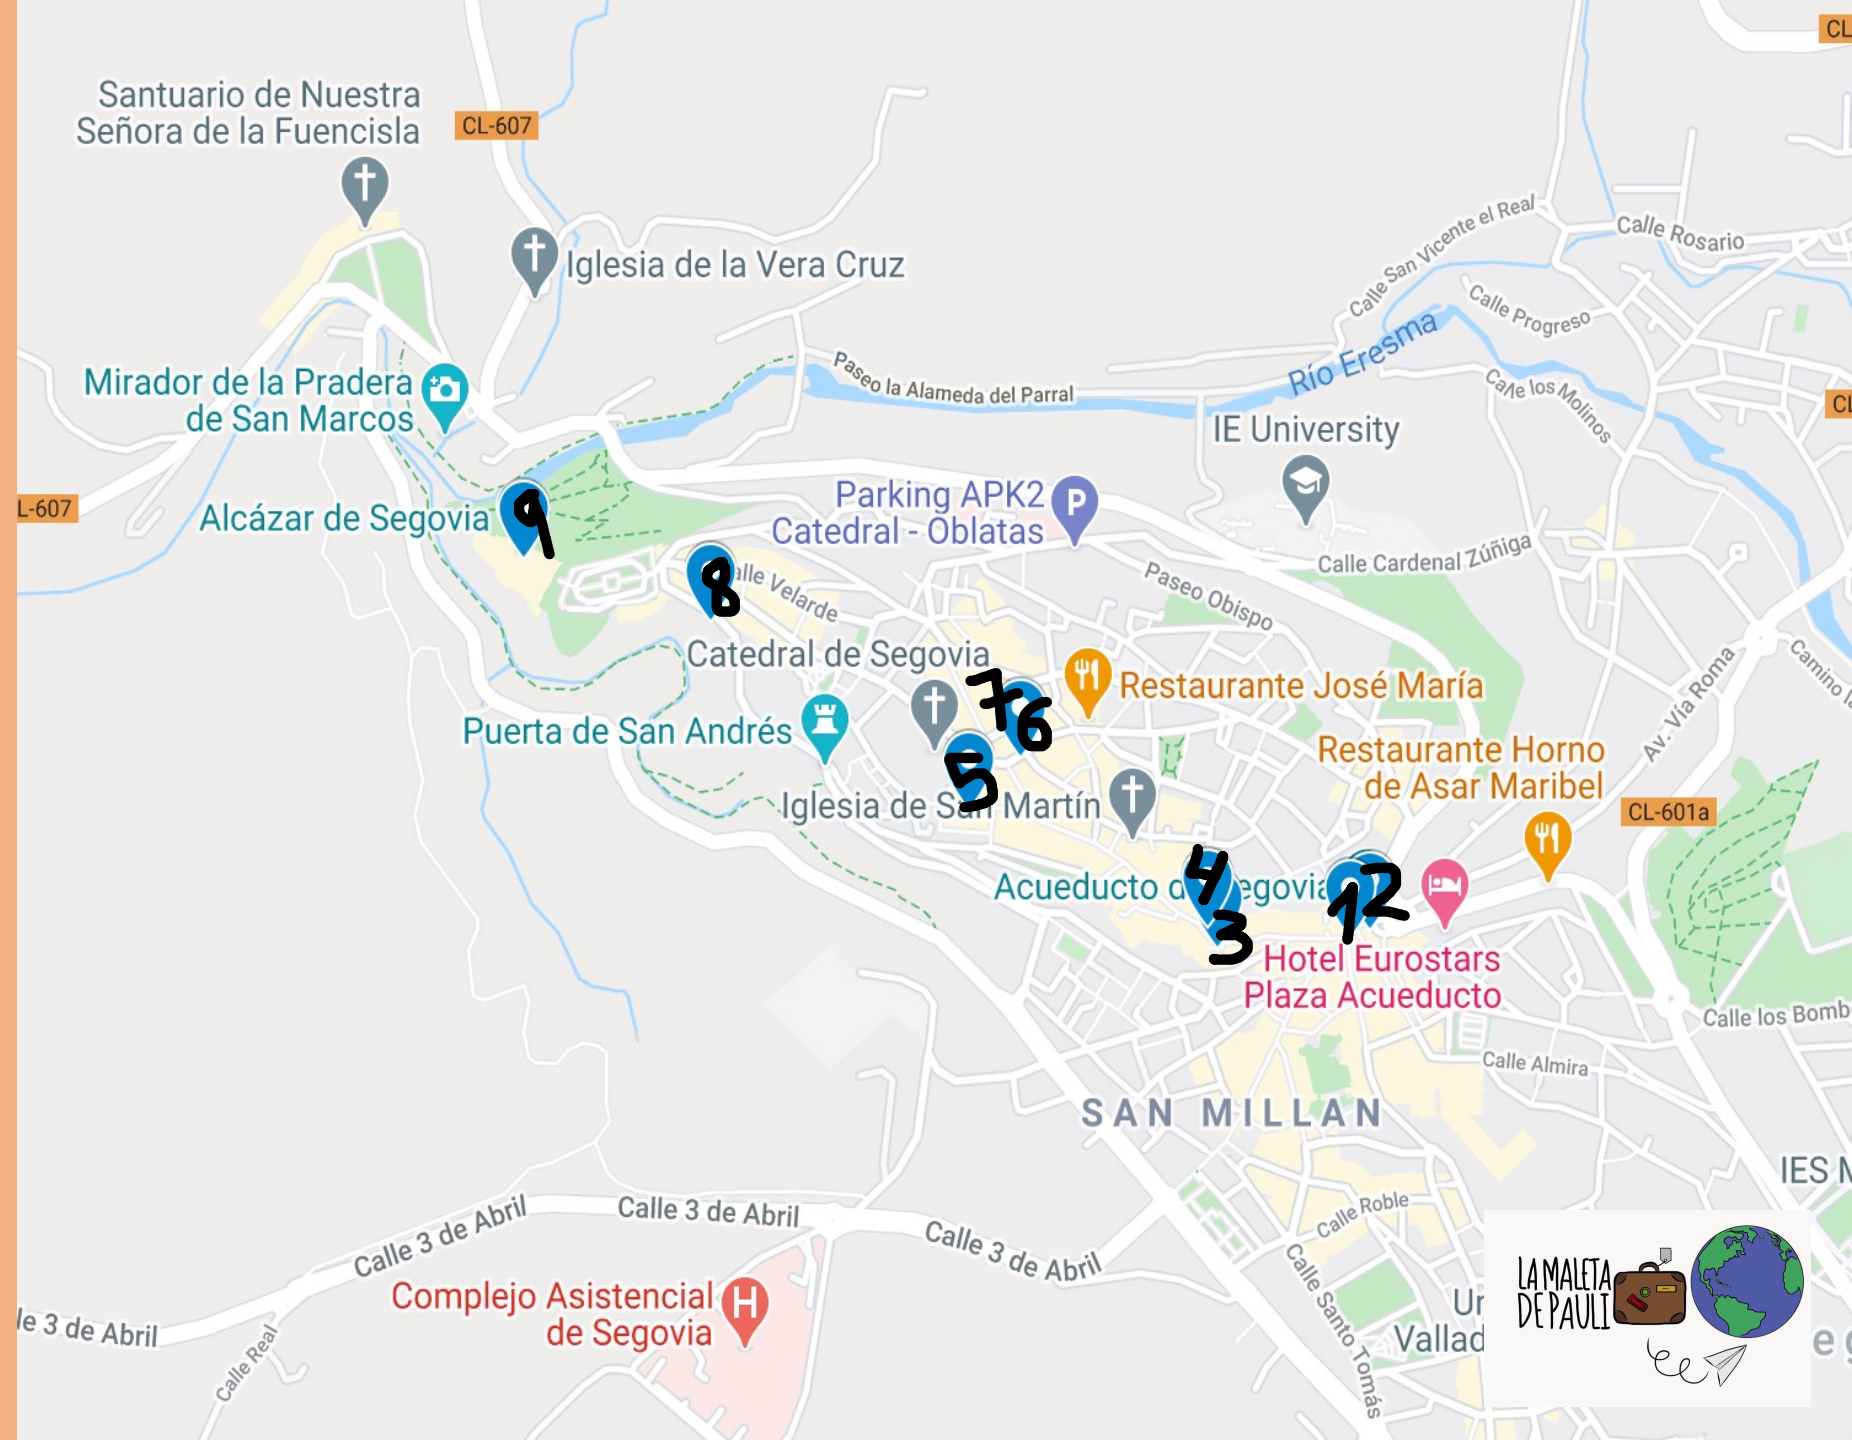 CL
Santuario de Nuestra
Señora de la Fuencisla
CL-607
Iglesia de la Vera Cruz
Calle San Vicente el Real
Calle Rosario
Calle Progreso
Río Eresma
Mirador de la Pradera
de San Marcos
Paseo la Alameda del Parral
Calle los Molinos
CL
IE University
L-607
Alcázar de Segovia
9
Parking APK2
Catedral - Oblatas
P
Calle Cardenal Zúñiga
8
alle Velarde
Paseo Obispo
Catedral de Segovia
Camino
7
6
Restaurante José María
Av. Vía Roma
Puerta de San Andrés
5
Restaurante Horno
de Asar Maribel
Iglesia de San Martín
CL-601a
4
Acueducto d egovia
1
2
3
Hotel Eurostars
Plaza Acueducto
Calle los Bomb
Calle Almira
SAN MILLAN
IES M
Calle 3 de Abril
Calle 3 de Abril
Calle 3 de Abril
Calle Roble
Calle Santo Tomás
Complejo Asistencial
de Segovia
H
le 3 de Abril
Calle Real
Un
Vallad
LA MALETA
DE PAULI
e g